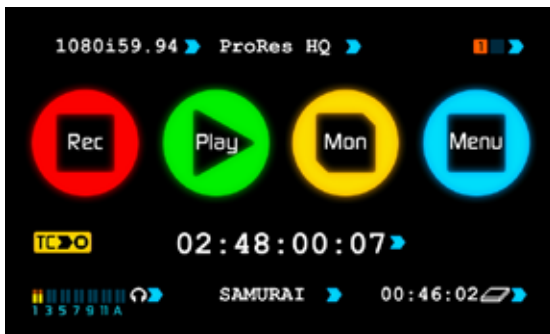 1080i59.94 ProRes HQ 1
Rec Play Mon Menu
TC 02:48:00:07
SAMURAI 00:46:02
1 3 5 7 9 11 A